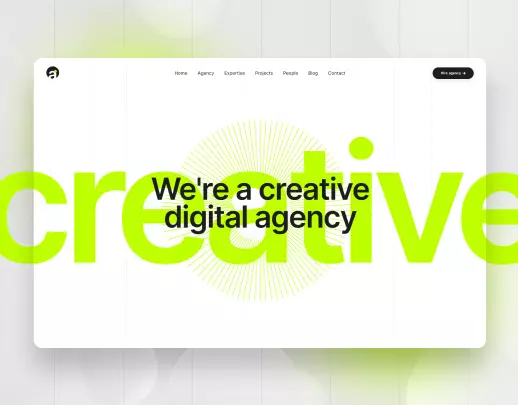 a
Home Agency Expertise Projects People Blog Contact
Hire agency →
creative
We're a creative
digital agency